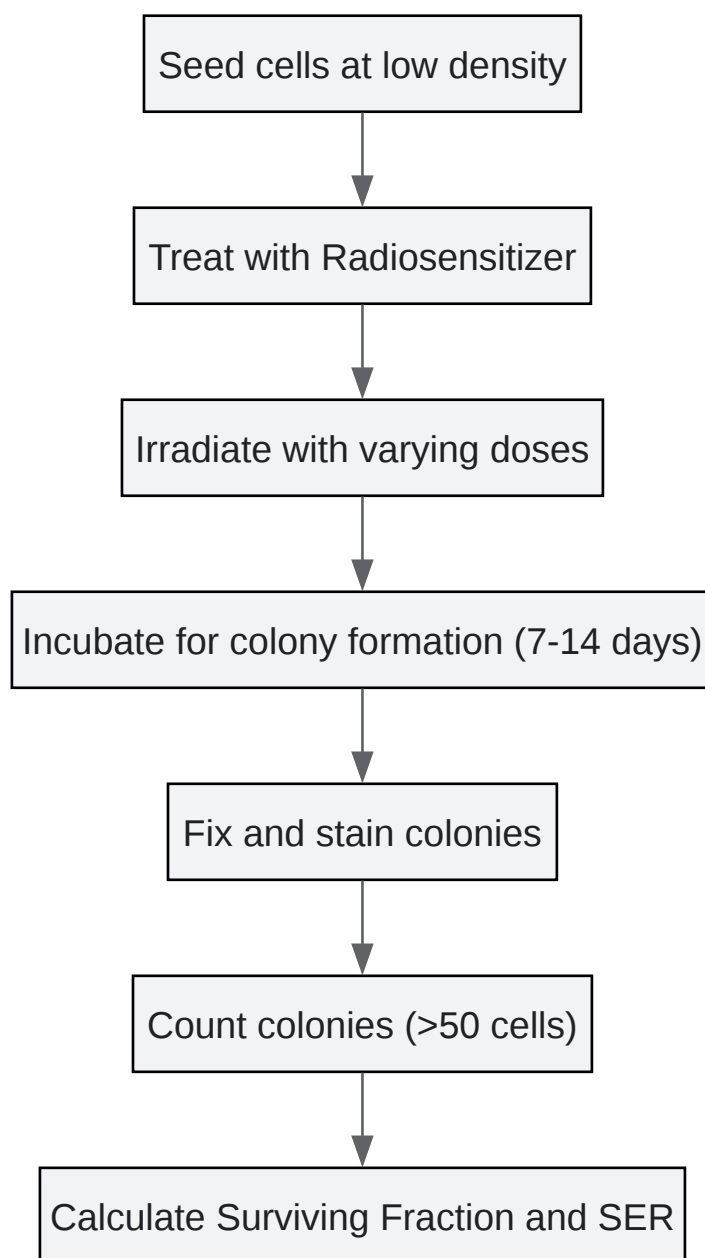 Seed cells at low density
Treat with Radiosensitizer
Irradiate with varying doses
Incubate for colony formation (7-14 days)
Fix and stain colonies
Count colonies (>50 cells)
Calculate Surviving Fraction and SER